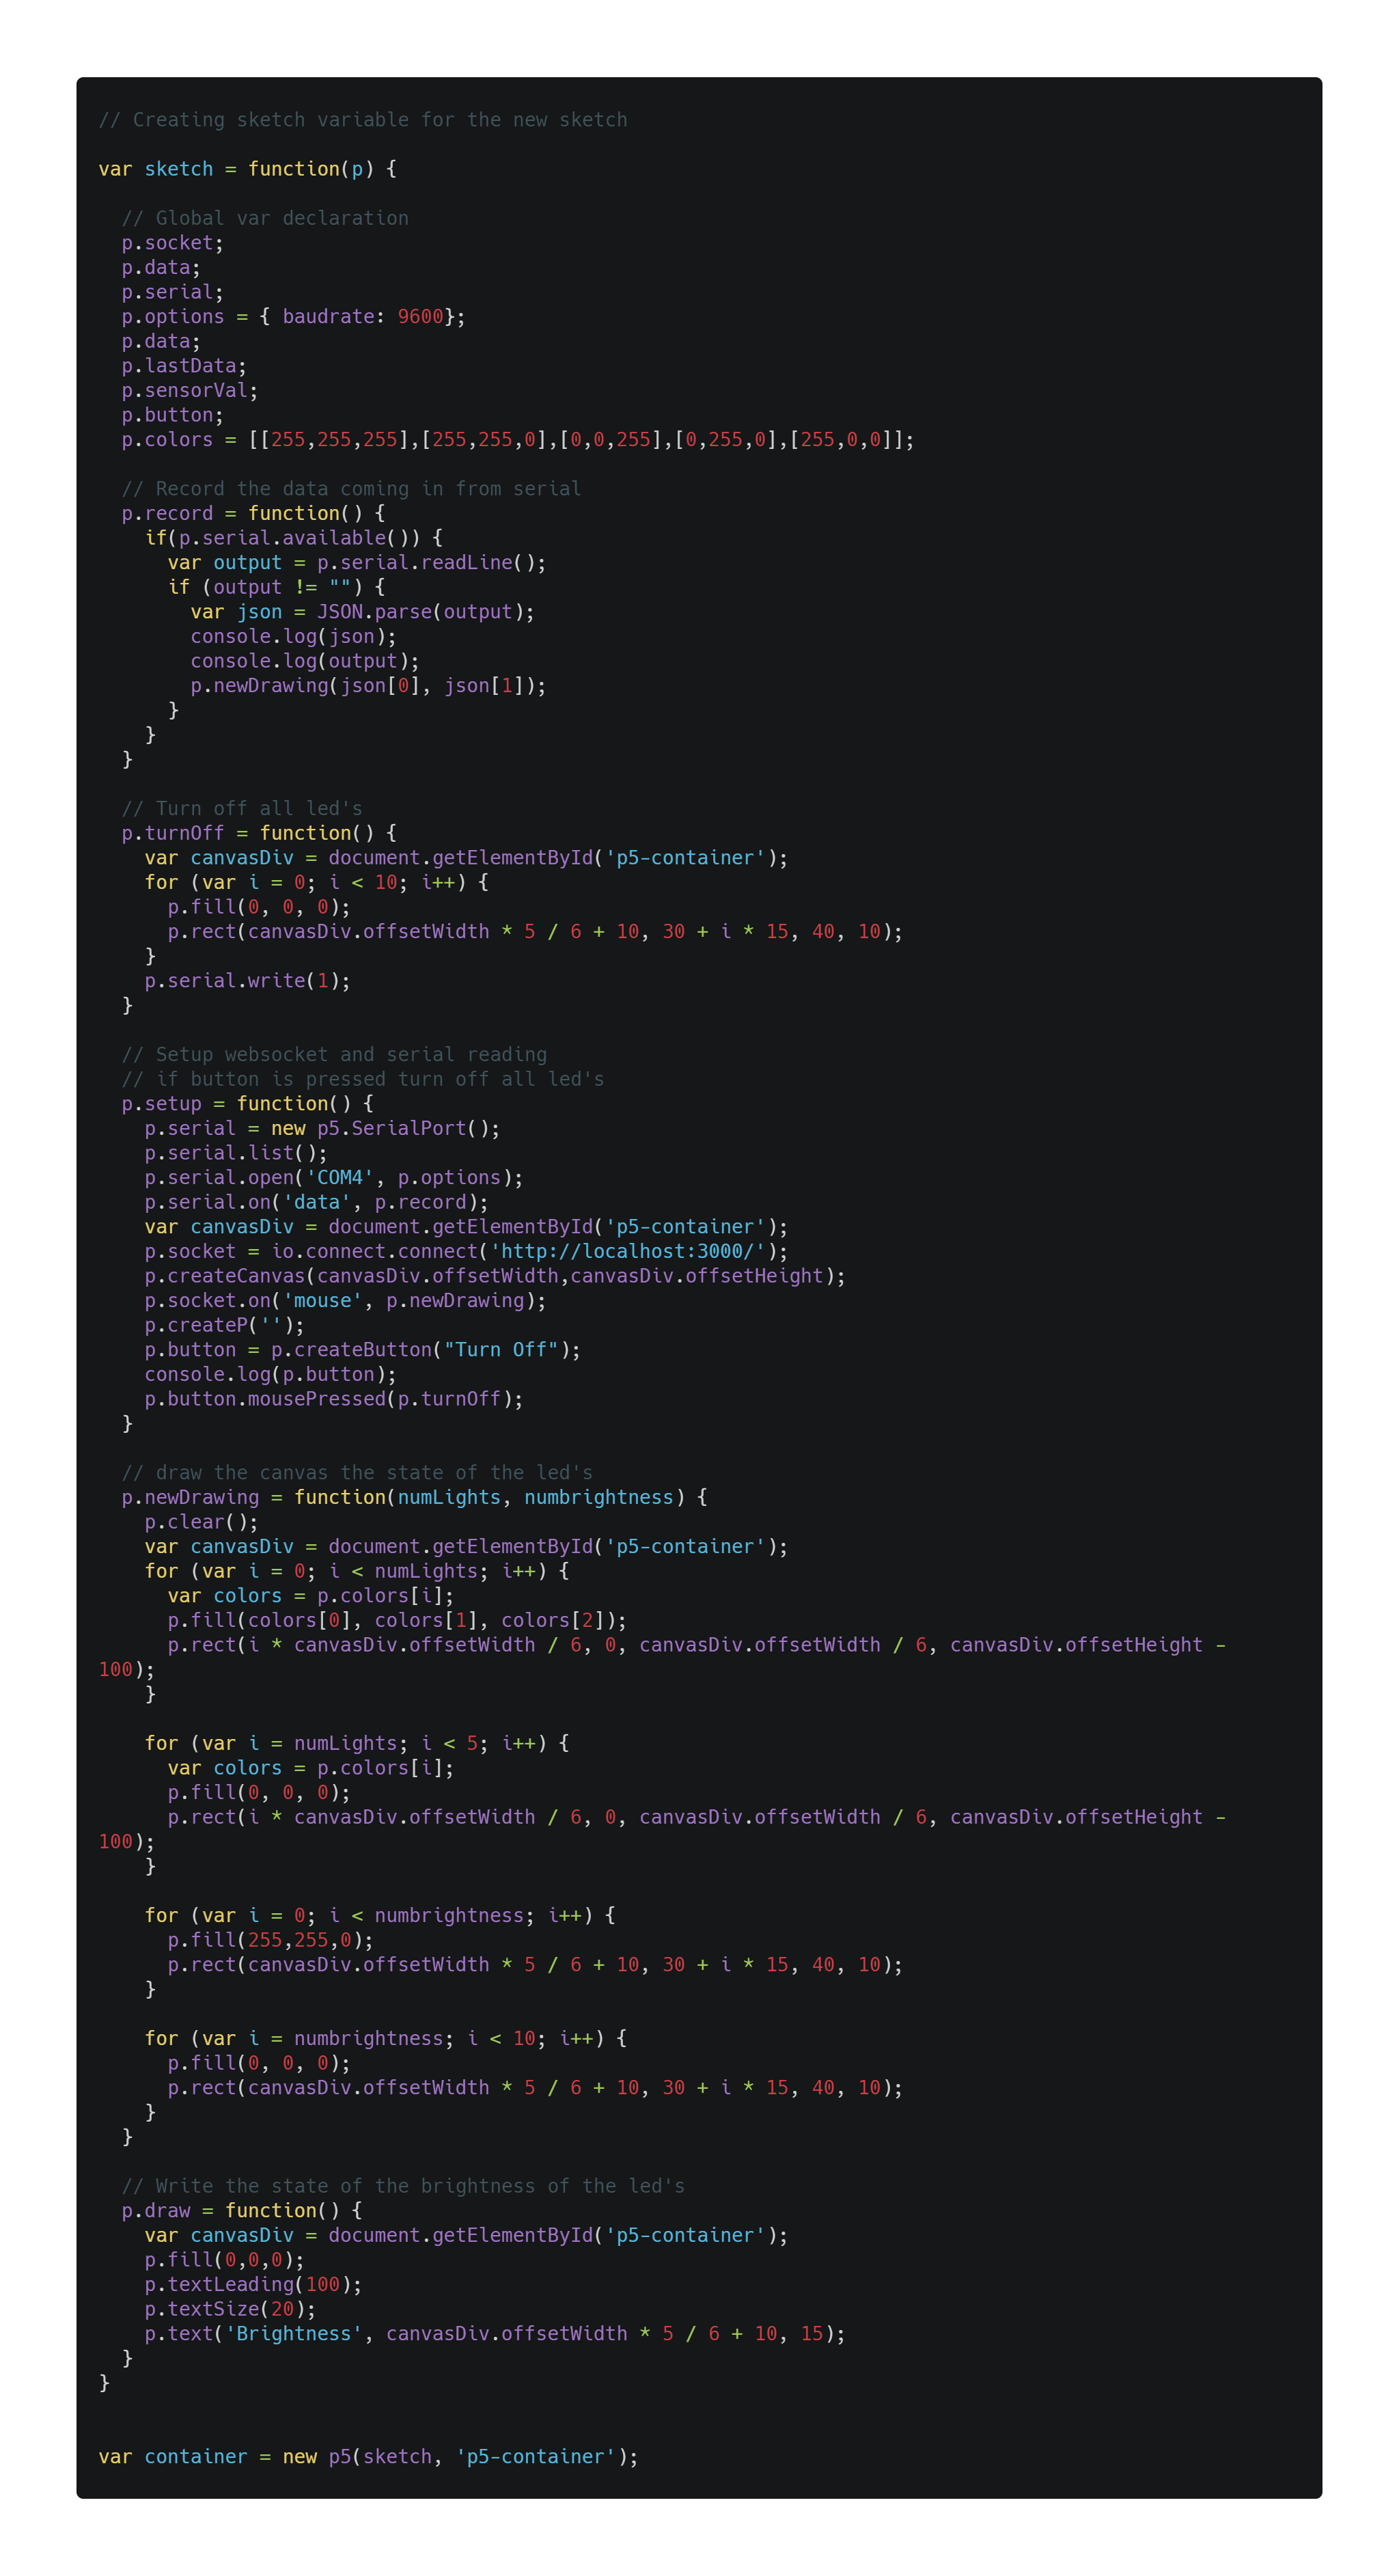 // Creating sketch variable for the new sketch

var sketch = function(p) {

  // Global var declaration
  p.socket;
  p.data;
  p.serial;
  p.options = { baudrate: 9600};
  p.data;
  p.lastData;
  p.sensorVal;
  p.button;
  p.colors = [[255,255,255],[255,255,0],[0,0,255],[0,255,0],[255,0,0]];

  // Record the data coming in from serial
  p.record = function() {
    if(p.serial.available()) {
      var output = p.serial.readLine();
      if (output != "") {
        var json = JSON.parse(output);
        console.log(json);
        console.log(output);
        p.newDrawing(json[0], json[1]);
      }
    }
  }

  // Turn off all led's
  p.turnOff = function() {
    var canvasDiv = document.getElementById('p5-container');
    for (var i = 0; i < 10; i++) {
      p.fill(0, 0, 0);
      p.rect(canvasDiv.offsetWidth * 5 / 6 + 10, 30 + i * 15, 40, 10);
    }
    p.serial.write(1);
  }

  // Setup websocket and serial reading
  // if button is pressed turn off all led's
  p.setup = function() {
    p.serial = new p5.SerialPort();
    p.serial.list();
    p.serial.open('COM4', p.options);
    p.serial.on('data', p.record);
    var canvasDiv = document.getElementById('p5-container');
    p.socket = io.connect.connect('http://localhost:3000/');
    p.createCanvas(canvasDiv.offsetWidth,canvasDiv.offsetHeight);
    p.socket.on('mouse', p.newDrawing);
    p.createP('');
    p.button = p.createButton("Turn Off");
    console.log(p.button);
    p.button.mousePressed(p.turnOff);
  }

  // draw the canvas the state of the led's
  p.newDrawing = function(numLights, numbrightness) {
    p.clear();
    var canvasDiv = document.getElementById('p5-container');
    for (var i = 0; i < numLights; i++) {
      var colors = p.colors[i];
      p.fill(colors[0], colors[1], colors[2]);
      p.rect(i * canvasDiv.offsetWidth / 6, 0, canvasDiv.offsetWidth / 6, canvasDiv.offsetHeight -
100);
    }

    for (var i = numLights; i < 5; i++) {
      var colors = p.colors[i];
      p.fill(0, 0, 0);
      p.rect(i * canvasDiv.offsetWidth / 6, 0, canvasDiv.offsetWidth / 6, canvasDiv.offsetHeight -
100);
    }

    for (var i = 0; i < numbrightness; i++) {
      p.fill(255,255,0);
      p.rect(canvasDiv.offsetWidth * 5 / 6 + 10, 30 + i * 15, 40, 10);
    }

    for (var i = numbrightness; i < 10; i++) {
      p.fill(0, 0, 0);
      p.rect(canvasDiv.offsetWidth * 5 / 6 + 10, 30 + i * 15, 40, 10);
    }
  }

  // Write the state of the brightness of the led's
  p.draw = function() {
    var canvasDiv = document.getElementById('p5-container');
    p.fill(0,0,0);
    p.textLeading(100);
    p.textSize(20);
    p.text('Brightness', canvasDiv.offsetWidth * 5 / 6 + 10, 15);
  }
}


var container = new p5(sketch, 'p5-container');